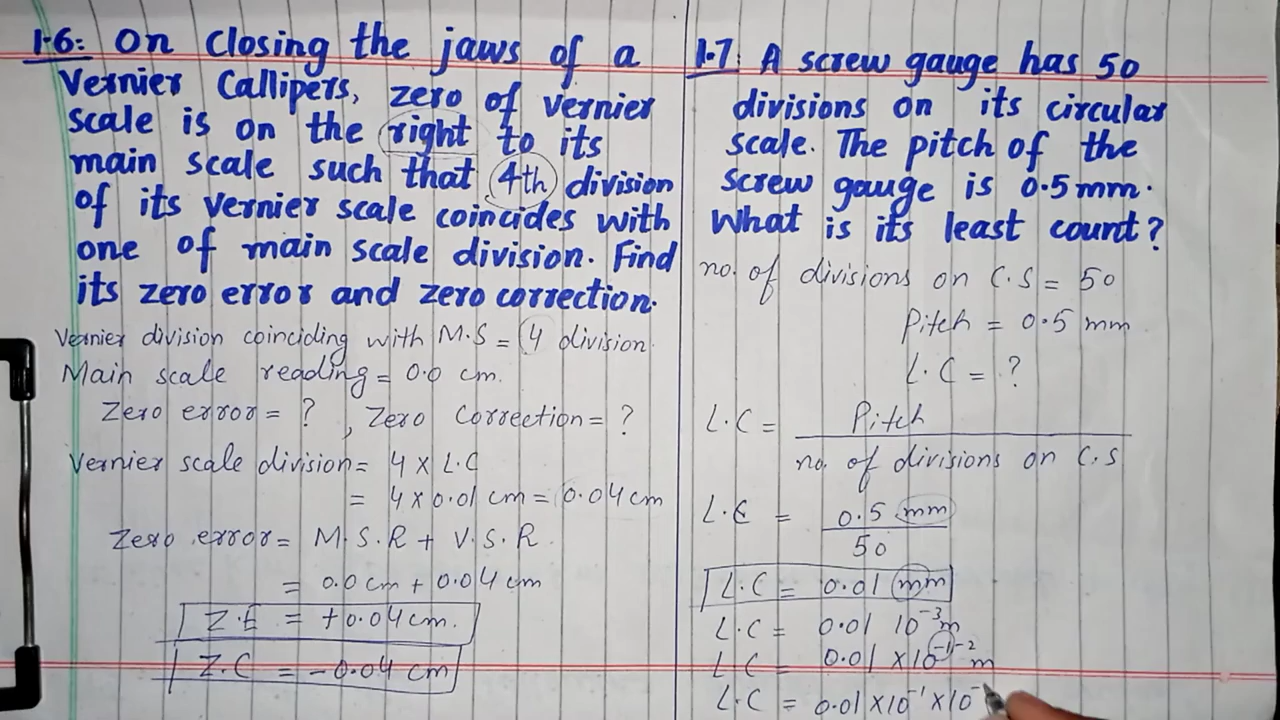 1.6: On closing the jaws of a
Vernier Callipers, zero of vernier
scale is on the right to its
main scale such that 4th division
of its vernier scale coincides with
one of main scale division. Find
its zero error and zero correction.
Vernier division coinciding with M.S = 4 division.
Main scale reading = 0.0 cm.
Zero error = ? , Zero Correction = ?
Vernier scale division = 4 × L.C
= 4 × 0.01 cm = 0.04 cm
Zero error = M.S.R + V.S.R
= 0.0 cm + 0.04 cm
Z.E = +0.04 cm.
Z.C = -0.04 cm
1.7: A screw gauge has 50
divisions on its circular
scale. The pitch of the
screw gauge is 0.5 mm.
What is its least count?
no. of divisions on C.S = 50
Pitch = 0.5 mm
L.C = ?
L.C = Pitch
no. of divisions on C.S
L.C = 0.5 mm
50
L.C = 0.01 mm
L.C = 0.01 10⁻³ m
L.C = 0.01 × 10⁻¹⁻² m
L.C = 0.01 × 10⁻¹ × 10⁻